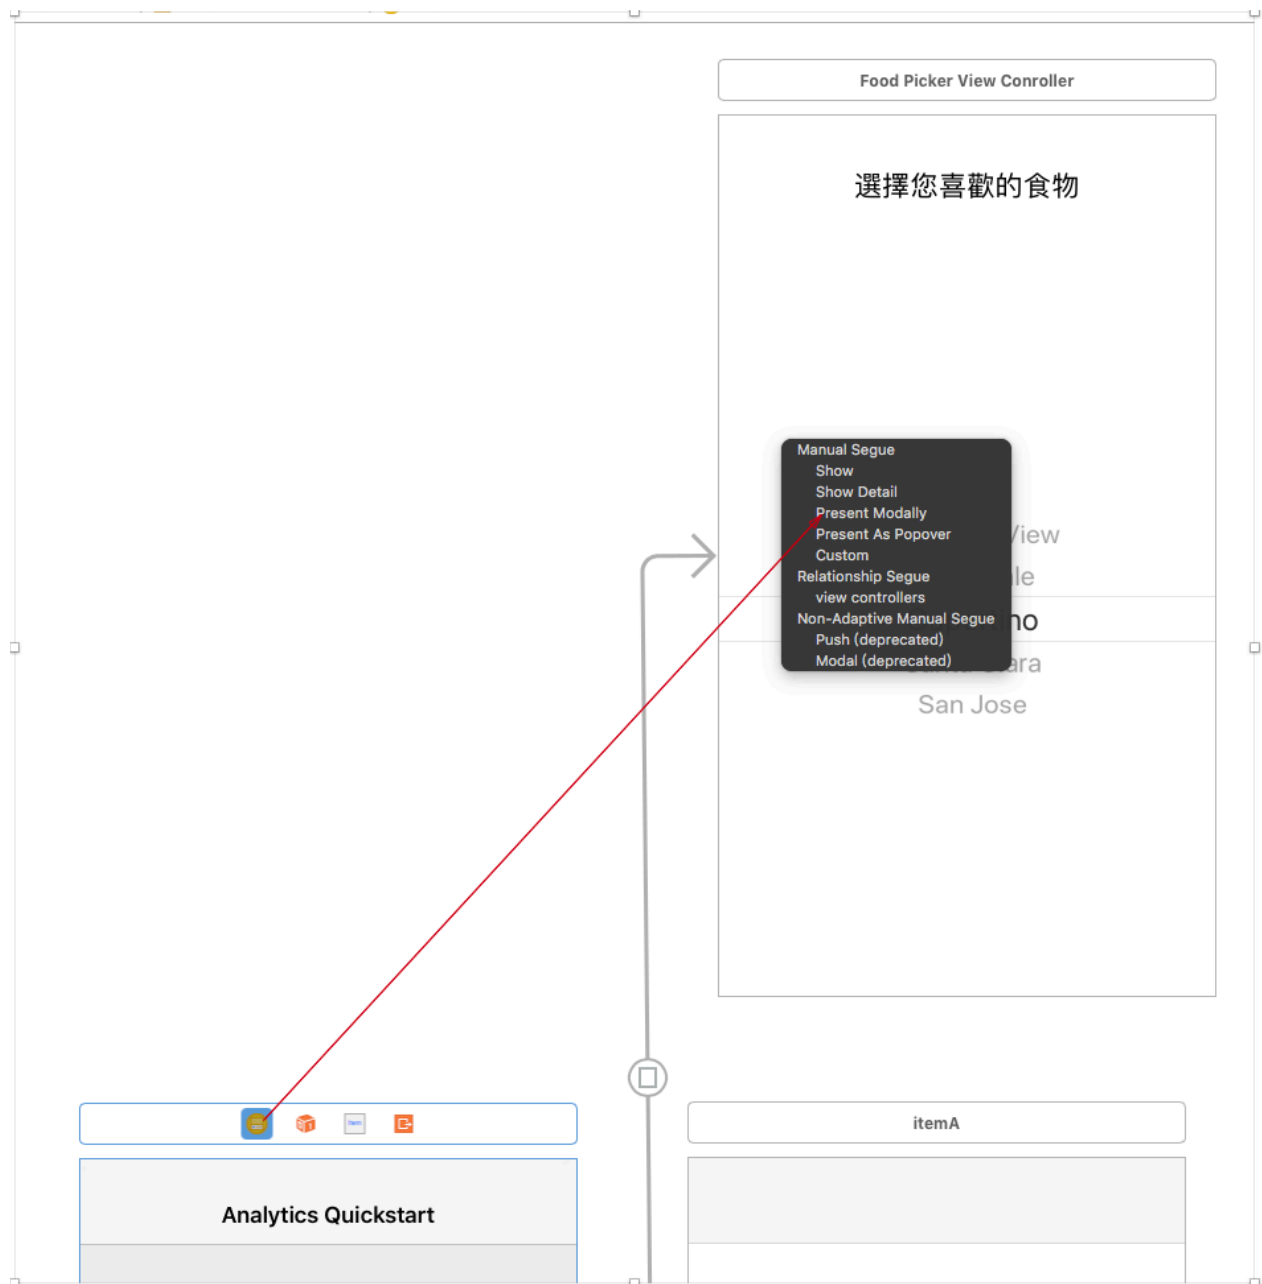 Food Picker View Conroller
選擇您喜歡的食物
Manual Segue
Show
Show Detail
Present Modally
Present As Popover
Custom
Relationship Segue
view controllers
Non-Adaptive Manual Segue
Push (deprecated)
Modal (deprecated)
View
San Jose
itemA
Analytics Quickstart